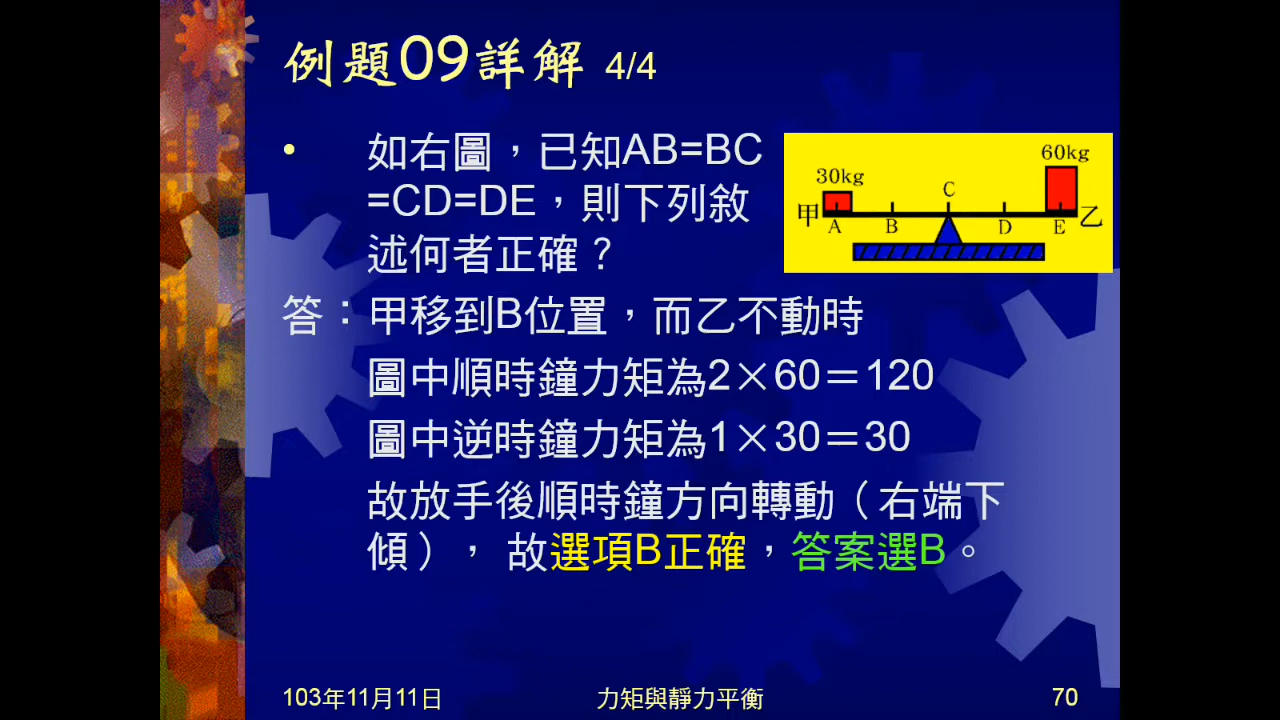 例題09詳解 4/4
• 如右圖，已知AB=BC
=CD=DE，則下列敘
述何者正確？
60kg
30kg
C
甲 乙
A B D E
答：甲移到B位置，而乙不動時
圖中順時鐘力矩為2×60＝120
圖中逆時鐘力矩為1×30＝30
故放手後順時鐘方向轉動（右端下
傾），故選項B正確，答案選B。
103年11月11日 力矩與靜力平衡 70